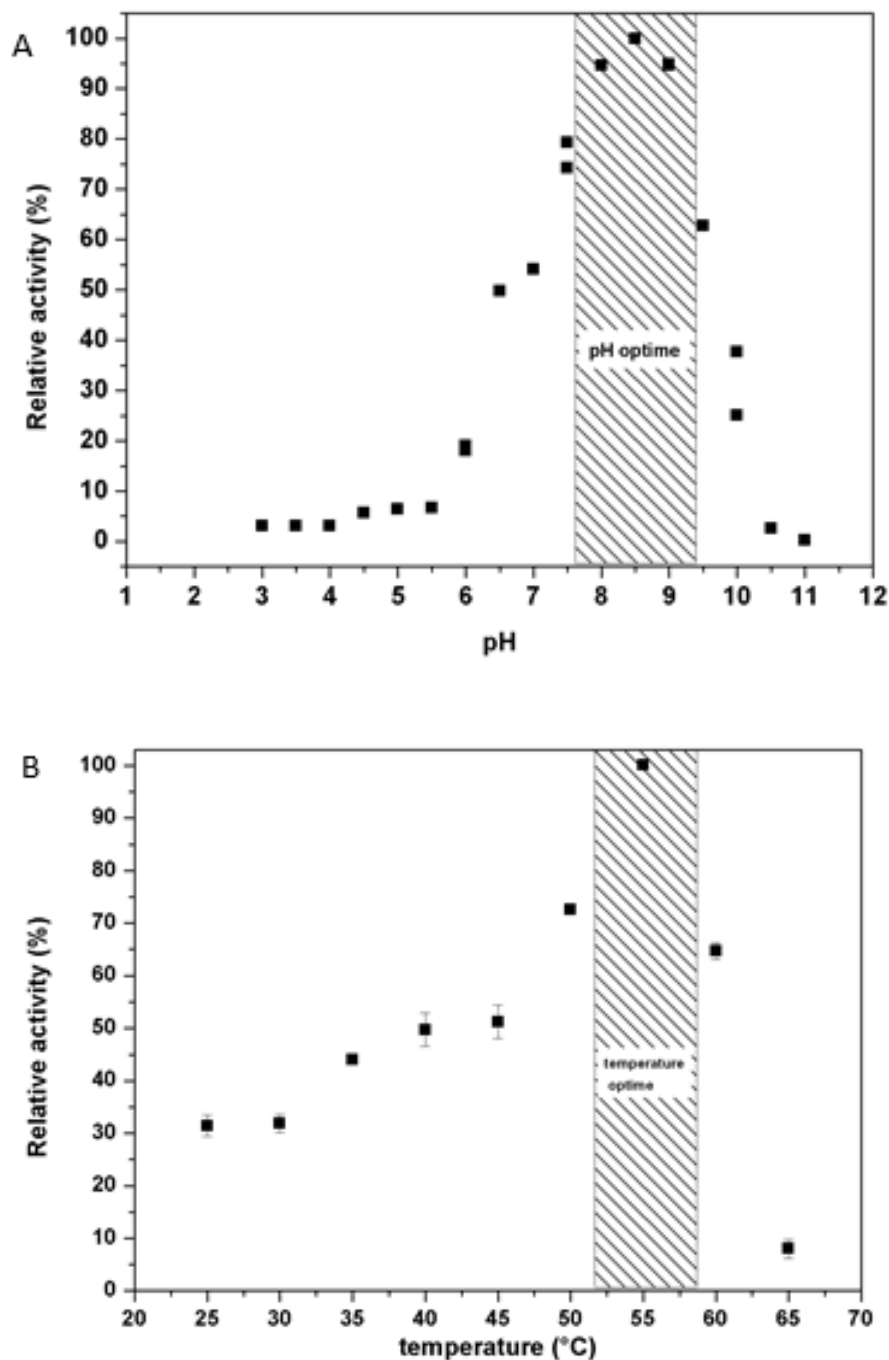 A
100
90
80
70
60
50
40
30
20
10
0
Relative activity (%)
pH optime
1 2 3 4 5 6 7 8 9 10 11 12
pH
B
100
90
80
70
60
50
40
30
20
10
0
Relative activity (%)
temperature
optime
20 25 30 35 40 45 50 55 60 65 70
temperature (°C)